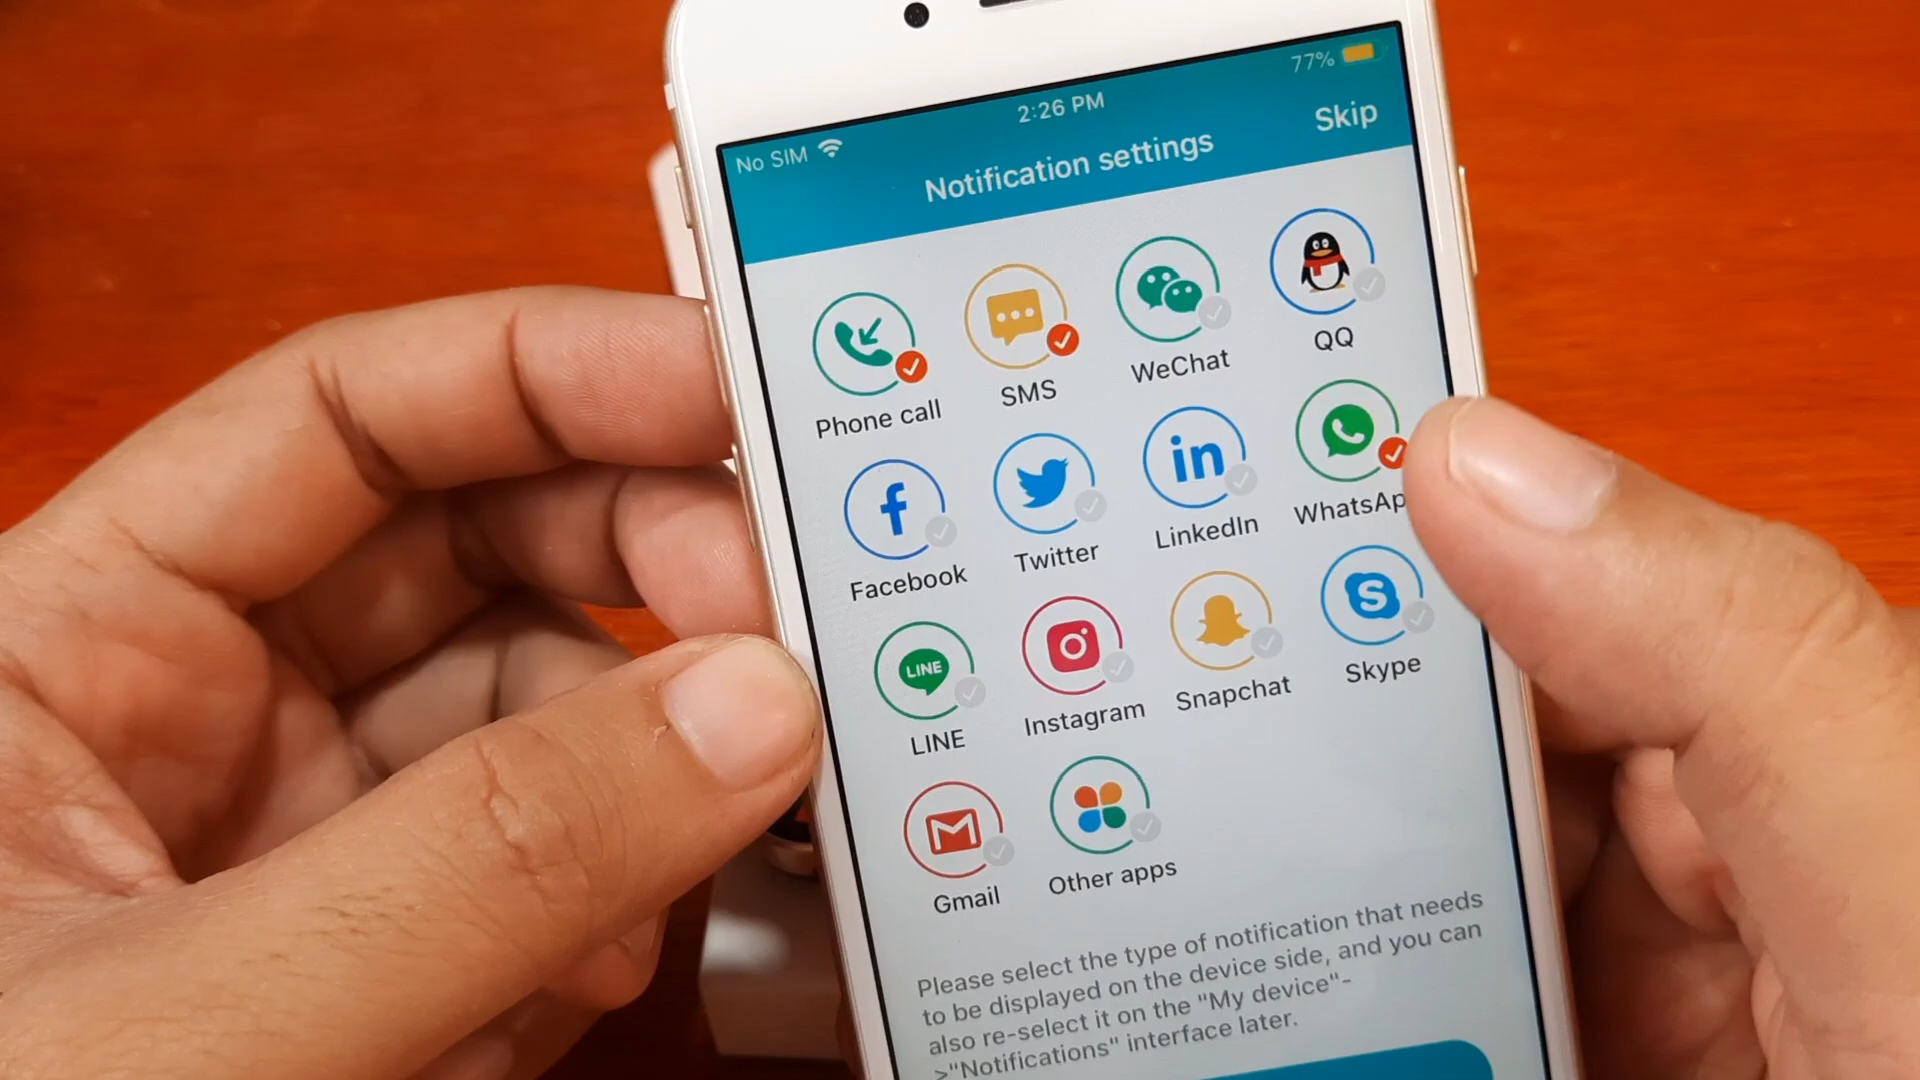 No SIM 2:26 PM 77%
Notification settings Skip
Phone call SMS WeChat QQ
Facebook Twitter LinkedIn WhatsAp
LINE
LINE Instagram Snapchat Skype
Gmail Other apps
Please select the type of notification that needs
to be displayed on the device side, and you can
also re-select it on the "My device"-
>"Notifications" interface later.